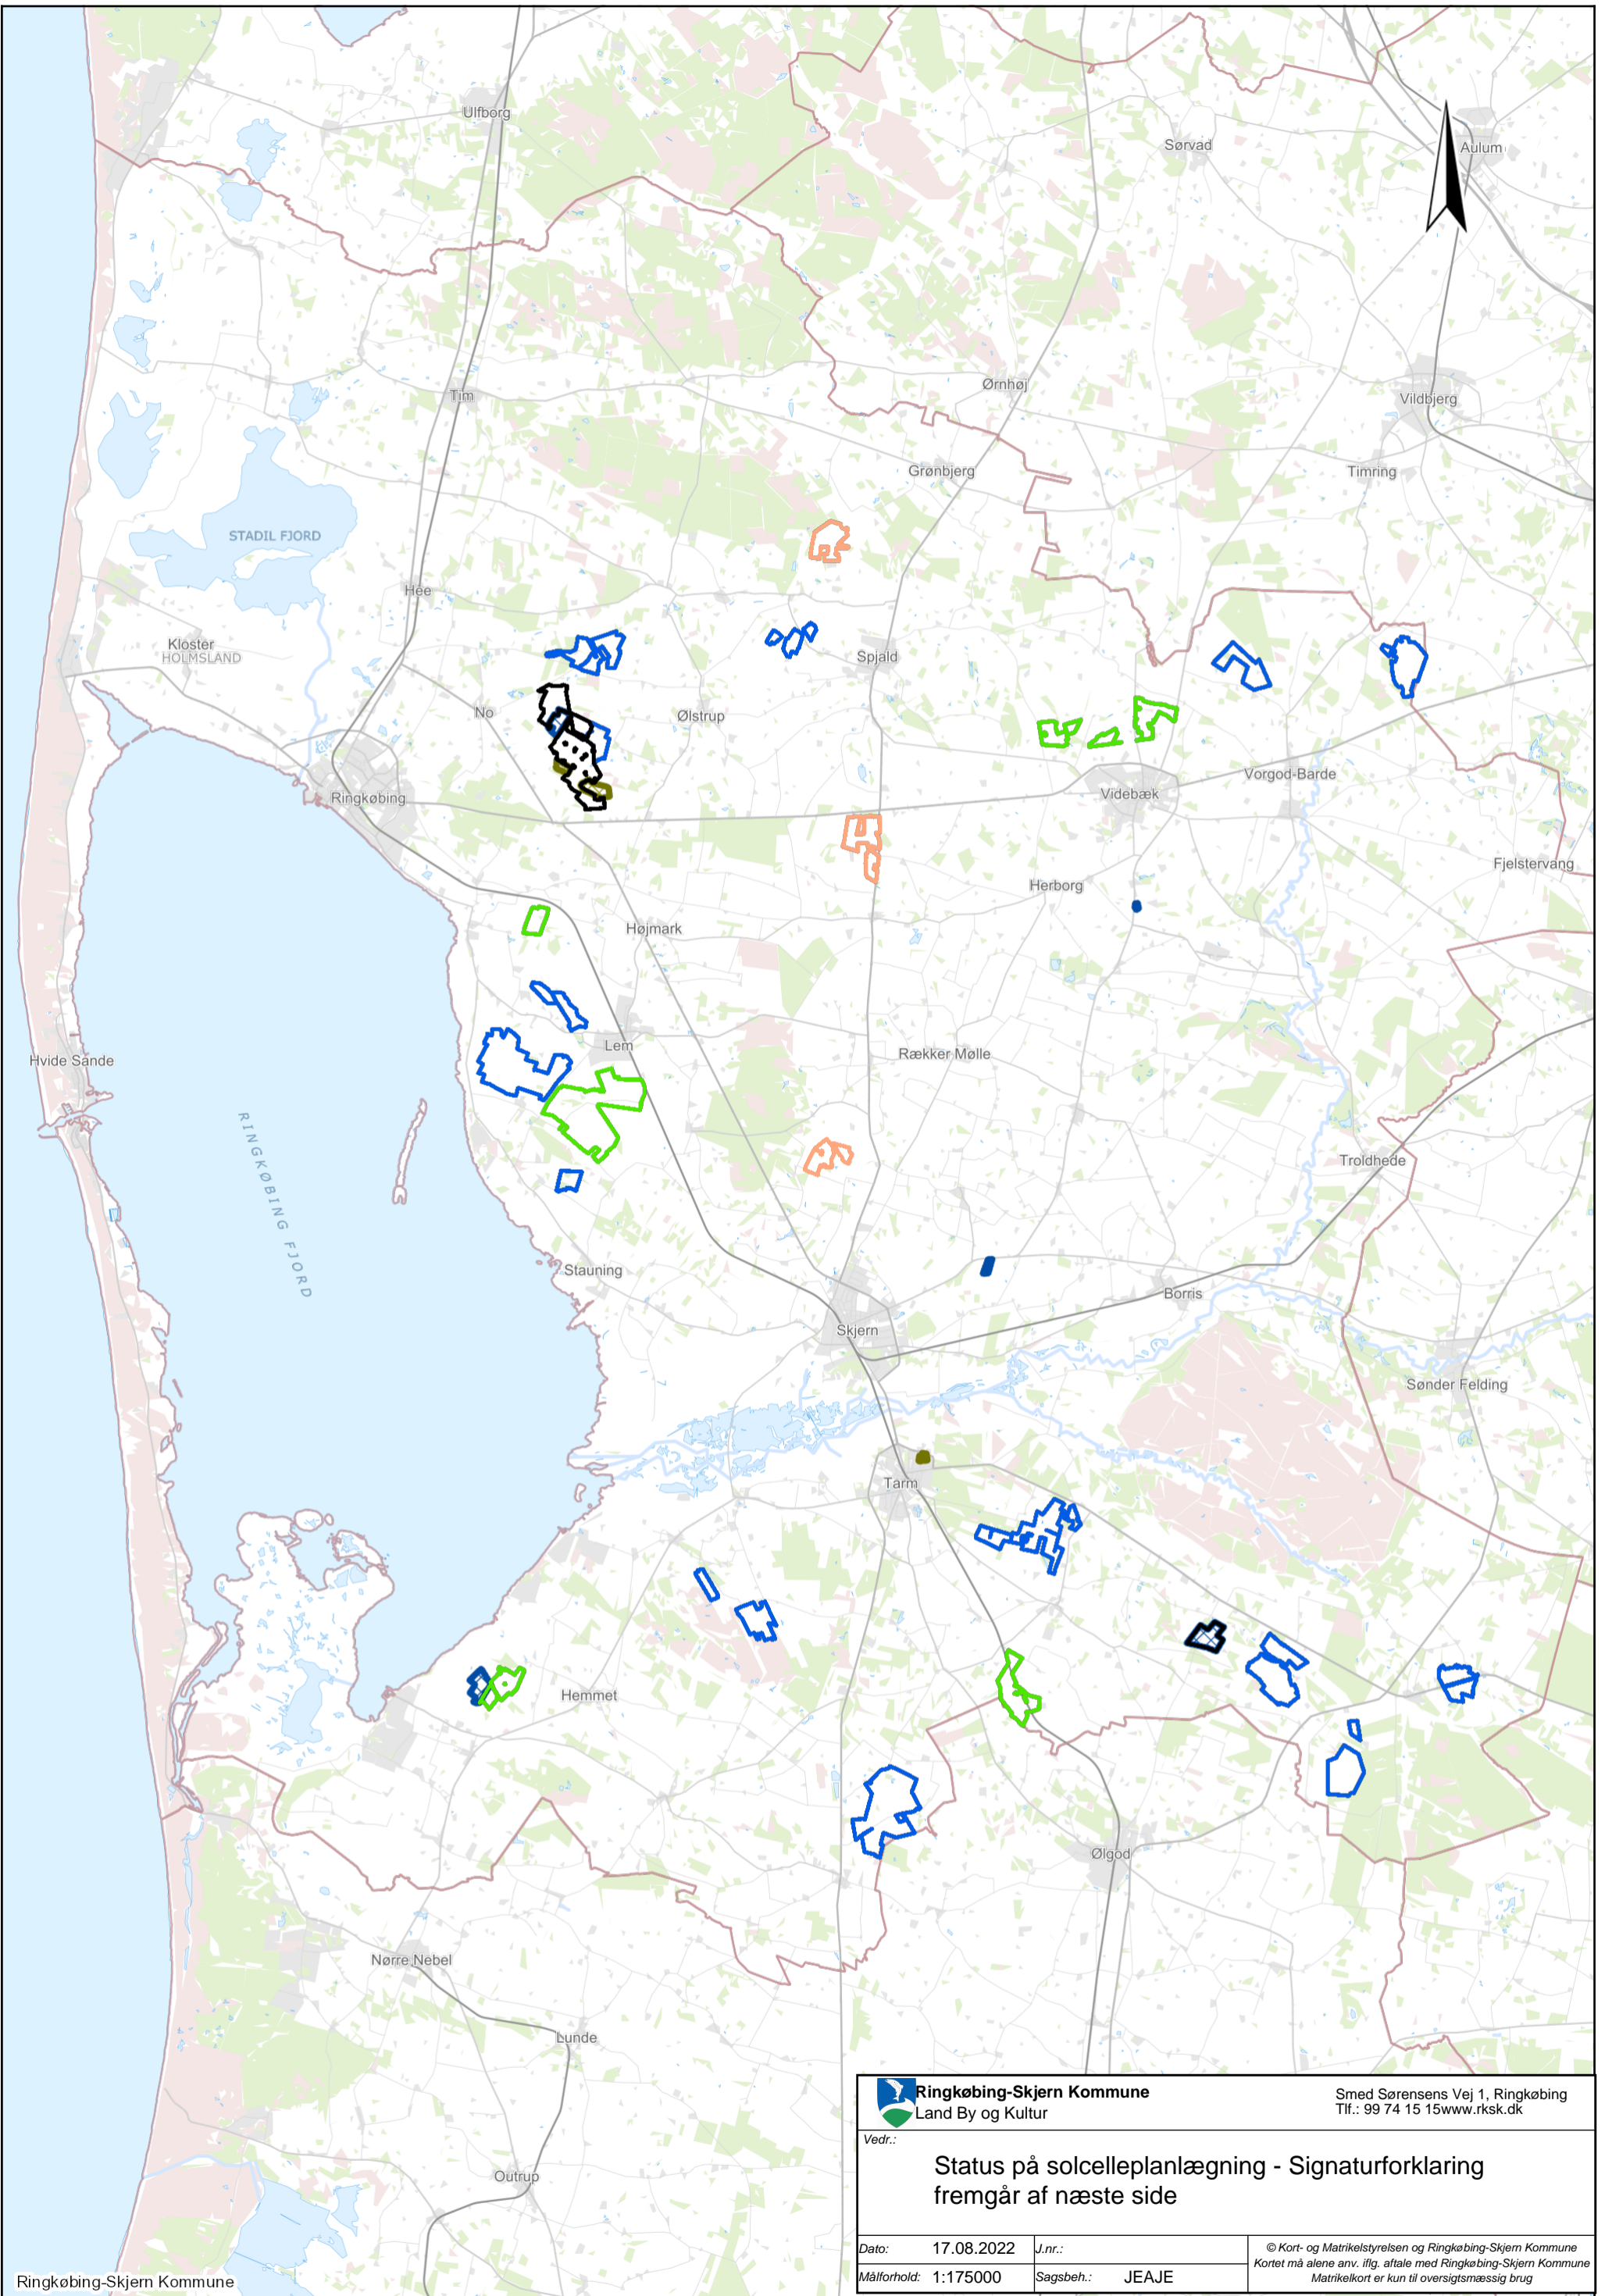 Ulfborg
Sørvad
Aulum
Tim
Ørnhøj
Vildbjerg
Grønbjerg
Timring
STADIL FJORD
Hee
Kloster
HOLMSLAND
Spjald
No
Ølstrup
Vorgod-Barde
Videbæk
Ringkøbing
Fjelstervang
Herborg
Højmark
Lem
Rækker Mølle
Hvide Sande
RINGKØBING FJORD
Troldhede
Stauning
Borris
Skjern
Sønder Felding
Tarm
Hemmet
Ølgod
Nørre Nebel
Lunde
Outrup
Ringkøbing-Skjern Kommune
Land By og Kultur
Smed Sørensens Vej 1, Ringkøbing
Tlf.: 99 74 15 15www.rksk.dk
Vedr.:
Status på solcelleplanlægning - Signaturforklaring
fremgår af næste side
Dato: 17.08.2022 J.nr.:
Målforhold: 1:175000 Sagsbeh.: JEAJE
© Kort- og Matrikelstyrelsen og Ringkøbing-Skjern Kommune
Kortet må alene anv. iflg. aftale med Ringkøbing-Skjern Kommune
Matrikelkort er kun til oversigtsmæssig brug
Ringkøbing-Skjern Kommune